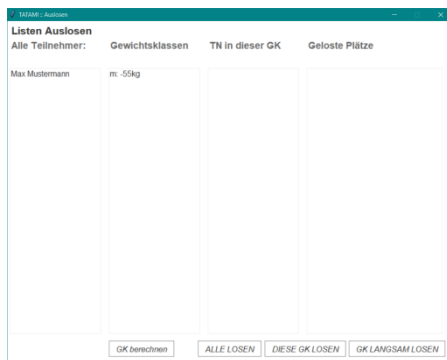 TATAMI :: Auslosen
Listen Auslosen
Alle Teilnehmer: Gewichtsklassen TN in dieser GK Geloste Plätze
Max Mustermann m: -55kg
GK berechnen ALLE LOSEN DIESE GK LOSEN GK LANGSAM LOSEN